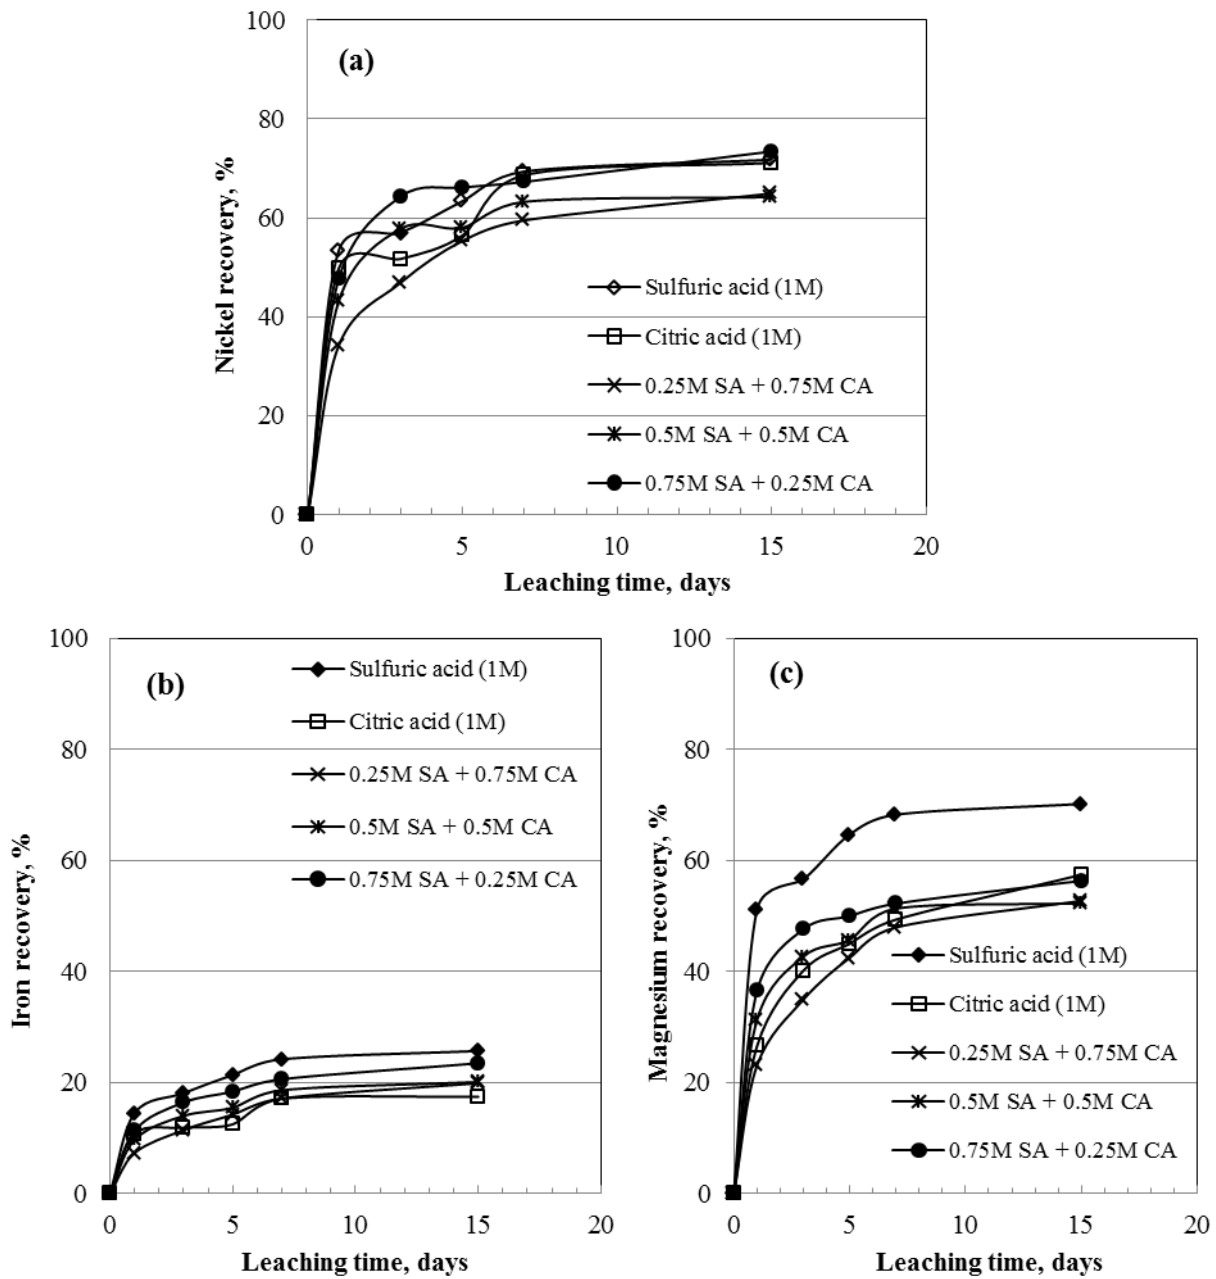 (a)
Nickel recovery, %
100
80
60
40
20
0
Sulfuric acid (1M)
Citric acid (1M)
0.25M SA + 0.75M CA
0.5M SA + 0.5M CA
0.75M SA + 0.25M CA
0 5 10 15 20
Leaching time, days
(b)
Iron recovery, %
100
80
60
40
20
0
Sulfuric acid (1M)
Citric acid (1M)
0.25M SA + 0.75M CA
0.5M SA + 0.5M CA
0.75M SA + 0.25M CA
0 5 10 15 20
Leaching time, days
(c)
Magnesium recovery, %
100
80
60
40
20
0
Sulfuric acid (1M)
Citric acid (1M)
0.25M SA + 0.75M CA
0.5M SA + 0.5M CA
0.75M SA + 0.25M CA
0 5 10 15 20
Leaching time, days